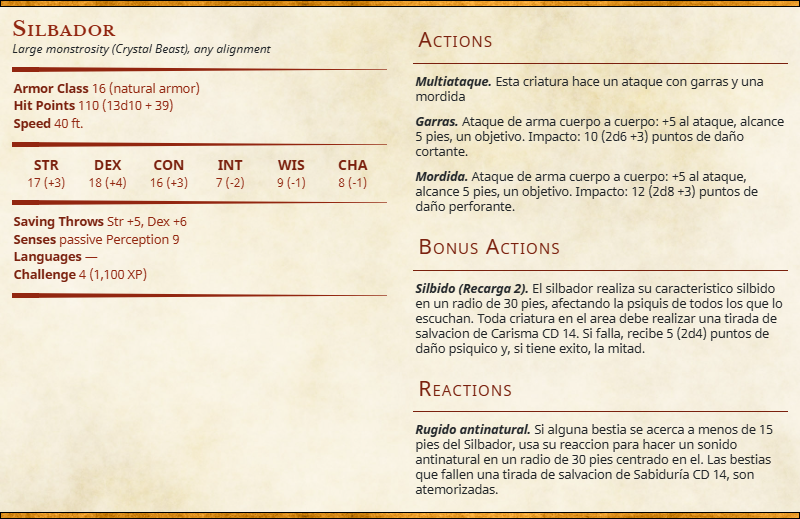 Silbador
Large monstrosity (Crystal Beast), any alignment
Armor Class 16 (natural armor)
Hit Points 110 (13d10 + 39)
Speed 40 ft.
STR DEX CON INT WIS CHA
17 (+3) 18 (+4) 16 (+3) 7 (-2) 9 (-1) 8 (-1)
Saving Throws Str +5, Dex +6
Senses passive Perception 9
Languages —
Challenge 4 (1,100 XP)
Actions
Multiataque. Esta criatura hace un ataque con garras y una
mordida
Garras. Ataque de arma cuerpo a cuerpo: +5 al ataque, alcance
5 pies, un objetivo. Impacto: 10 (2d6 +3) puntos de daño
cortante.
Mordida. Ataque de arma cuerpo a cuerpo: +5 al ataque,
alcance 5 pies, un objetivo. Impacto: 12 (2d8 +3) puntos de
daño perforante.
Bonus Actions
Silbido (Recarga 2). El silbador realiza su caracteristico silbido
en un radio de 30 pies, afectando la psiquis de todos los que lo
escuchan. Toda criatura en el area debe realizar una tirada de
salvacion de Carisma CD 14. Si falla, recibe 5 (2d4) puntos de
daño psiquico y, si tiene exito, la mitad.
Reactions
Rugido antinatural. Si alguna bestia se acerca a menos de 15
pies del Silbador, usa su reaccion para hacer un sonido
antinatural en un radio de 30 pies centrado en el. Las bestias
que fallen una tirada de salvacion de Sabiduría CD 14, son
atemorizadas.